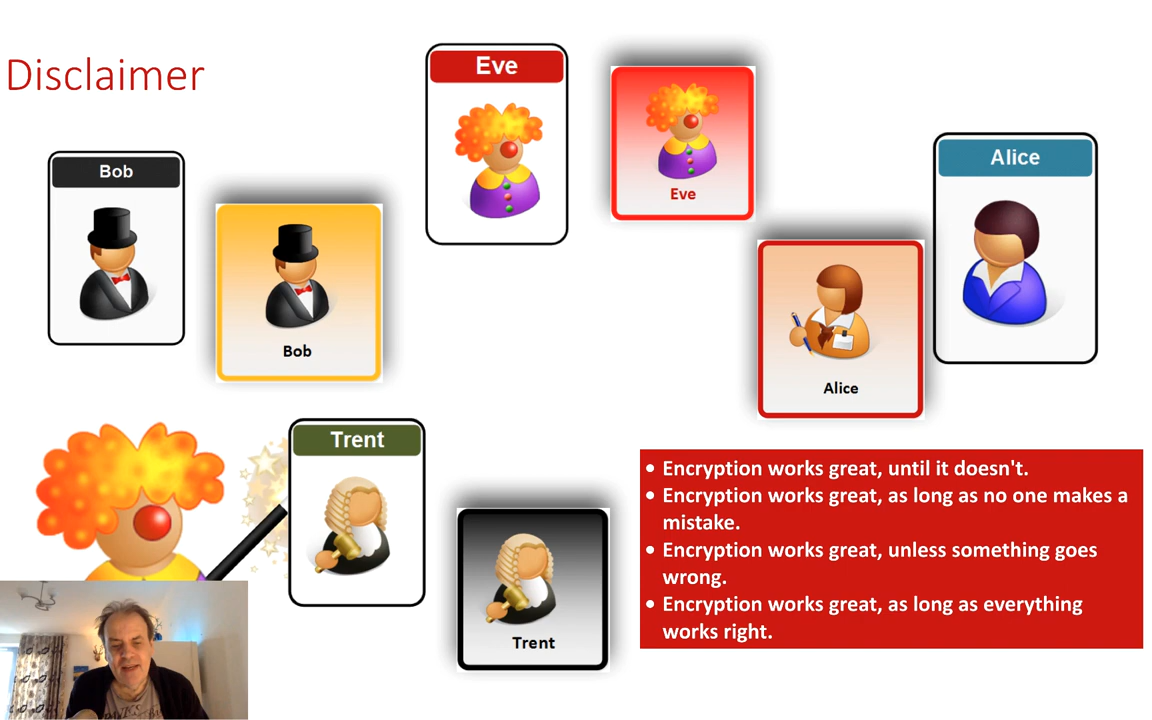 Disclaimer
Eve
Eve
Bob
Bob
Alice
Alice
Trent
Trent
• Encryption works great, until it doesn't.
• Encryption works great, as long as no one makes a
mistake.
• Encryption works great, unless something goes
wrong.
• Encryption works great, as long as everything
works right.